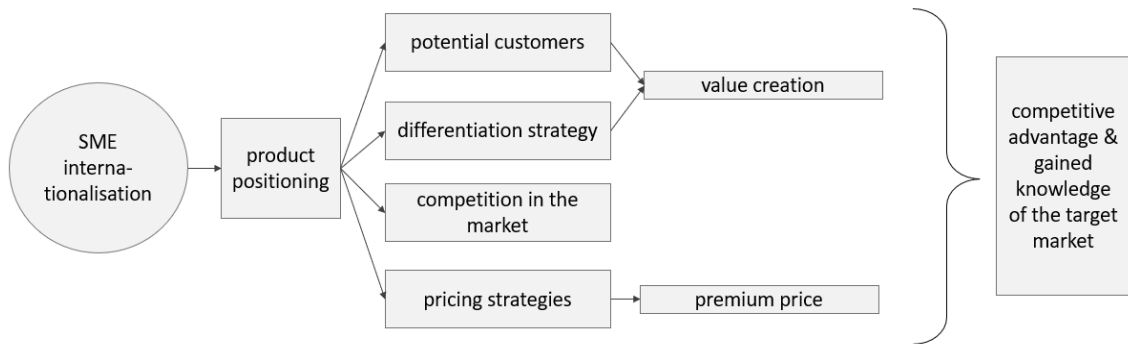 SME
interna-
tionalisation
product
positioning
potential customers
differentiation strategy
competition in the
market
pricing strategies
value creation
premium price
competitive
advantage &
gained
knowledge
of the target
market